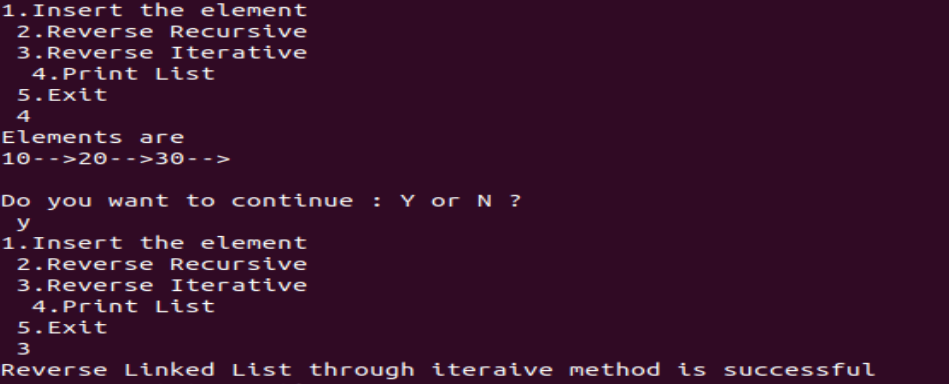 1.Insert the element
2.Reverse Recursive
3.Reverse Iterative
4.Print List
5.Exit
4
Elements are
10-->20-->30-->
Do you want to continue : Y or N ?
y
1.Insert the element
2.Reverse Recursive
3.Reverse Iterative
4.Print List
5.Exit
3
Reverse Linked List through iteraive method is successful